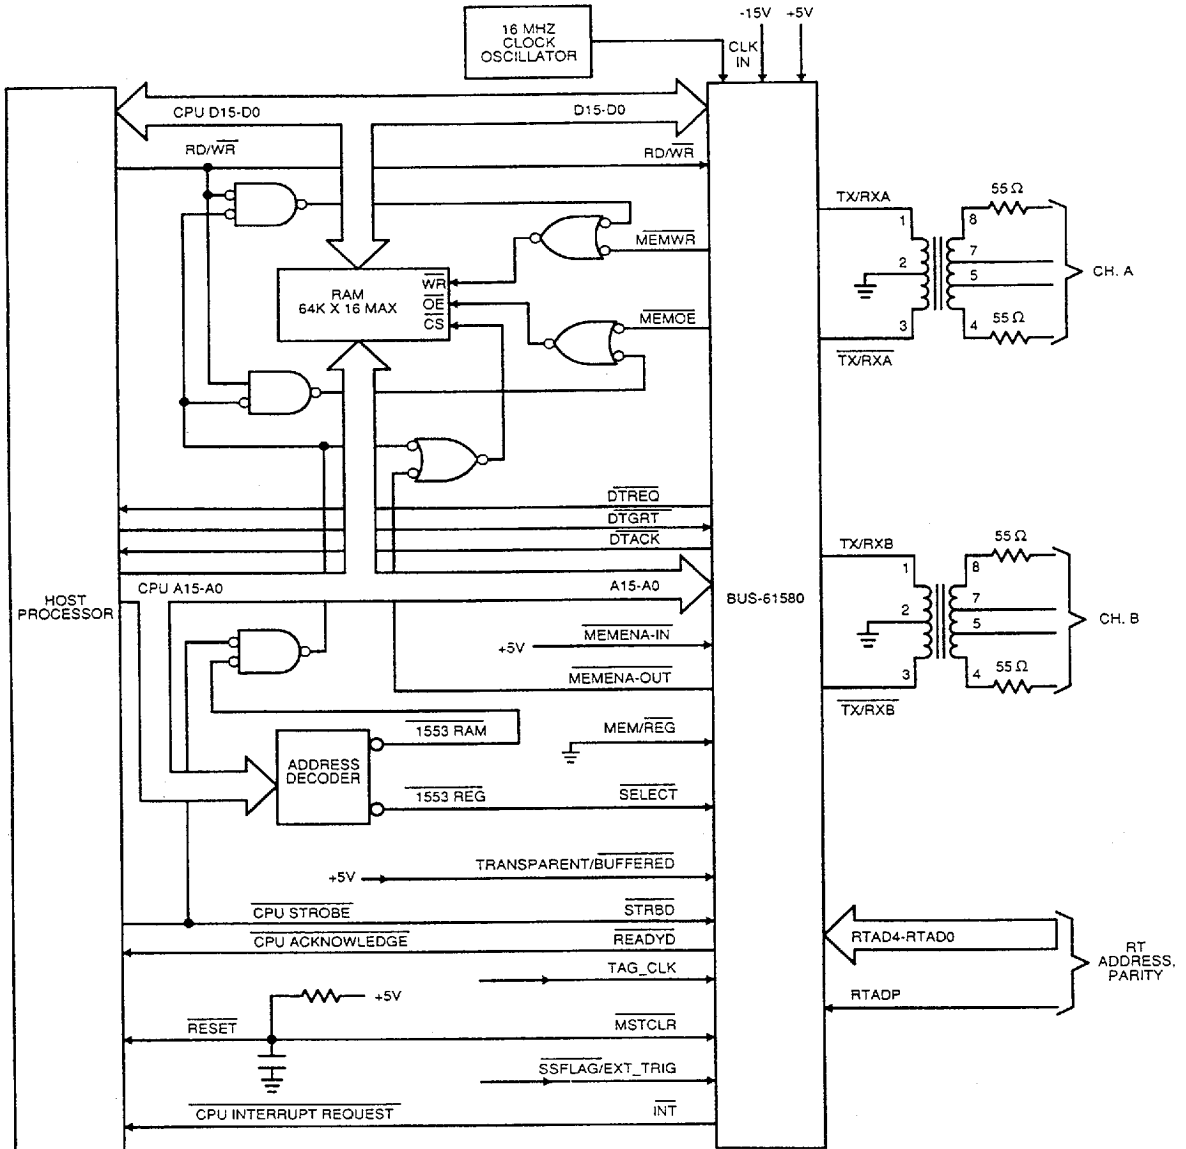 -15V
+5V
16 MHZ
CLOCK
OSCILLATOR
CLK
IN
CPU D15-D0
D15-D0
RD/WR
RD/WR
MEMWR
RAM
64K X 16 MAX
WR
OE
CS
MEMOE
TX/RXA
1
2
3
TX/RXA
8
7
5
4
55 Ω
55 Ω
CH. A
DTREQ
DTGRT
DTACK
HOST
PROCESSOR
CPU A15-A0
A15-A0
BUS-61580
+5V
MEMENA-IN
MEMENA-OUT
TX/RXB
1
2
3
TX/RXB
8
7
5
4
55 Ω
55 Ω
CH. B
1553 RAM
MEM/REG
ADDRESS
DECODER
1553 REG
SELECT
+5V
TRANSPARENT/BUFFERED
CPU STROBE
STRBD
CPU ACKNOWLEDGE
READYD
TAG_CLK
+5V
RESET
MSTCLR
SSFLAG/EXT_TRIG
CPU INTERRUPT REQUEST
INT
RTAD4-RTAD0
RTADP
RT
ADDRESS,
PARITY